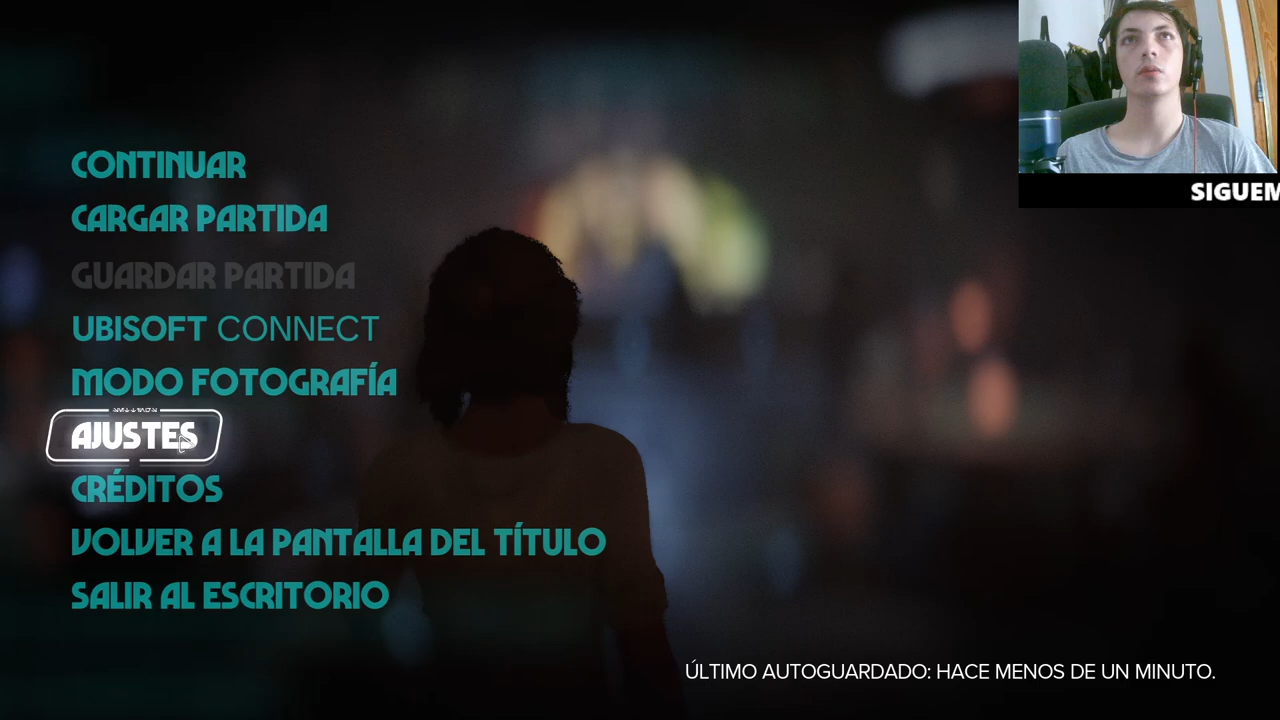 CONTINUAR
CARGAR PARTIDA
GUARDAR PARTIDA
UBISOFT CONNECT
MODO FOTOGRAFÍA
AJUSTES
CRÉDITOS
VOLVER A LA PANTALLA DEL TÍTULO
SALIR AL ESCRITORIO
SIGUEM
ÚLTIMO AUTOGUARDADO: HACE MENOS DE UN MINUTO.